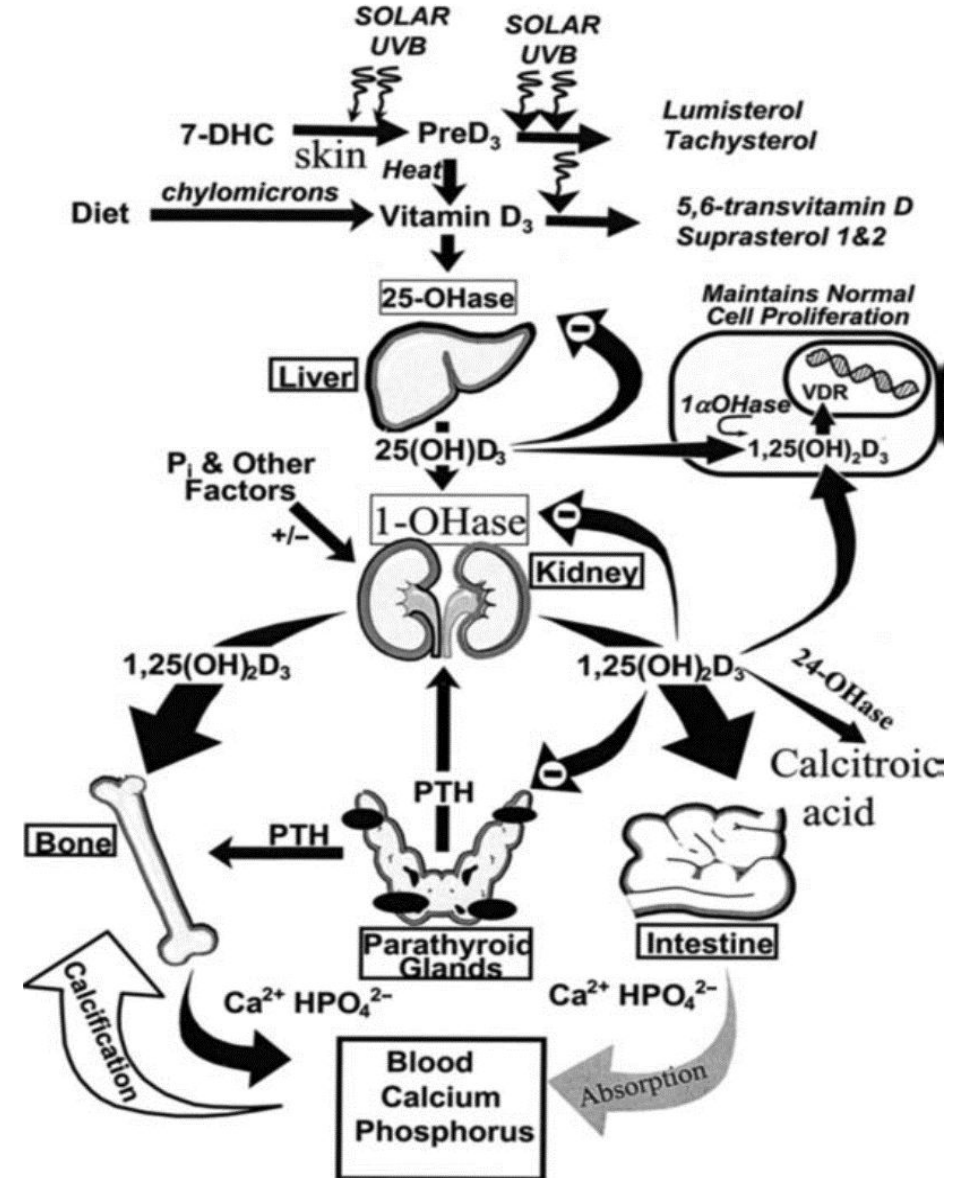 SOLAR
UVB
SOLAR
UVB
7-DHC
skin
PreD₃
Lumisterol
Tachysterol
Heat
Diet
chylomicrons
Vitamin D₃
5,6-transvitamin D
Suprasterol 1&2
25-OHase
Maintains Normal
Cell Proliferation
Liver
VDR
1αOHase
25(OH)D₃
1,25(OH)₂D₃
Pᵢ & Other
Factors
+/–
1-OHase
Kidney
1,25(OH)₂D₃
1,25(OH)₂D₃
24-OHase
Calcitroic
acid
PTH
PTH
Bone
Parathyroid
Glands
Intestine
Calcification
Ca²⁺ HPO₄²⁻
Ca²⁺ HPO₄²⁻
Absorption
Blood
Calcium
Phosphorus